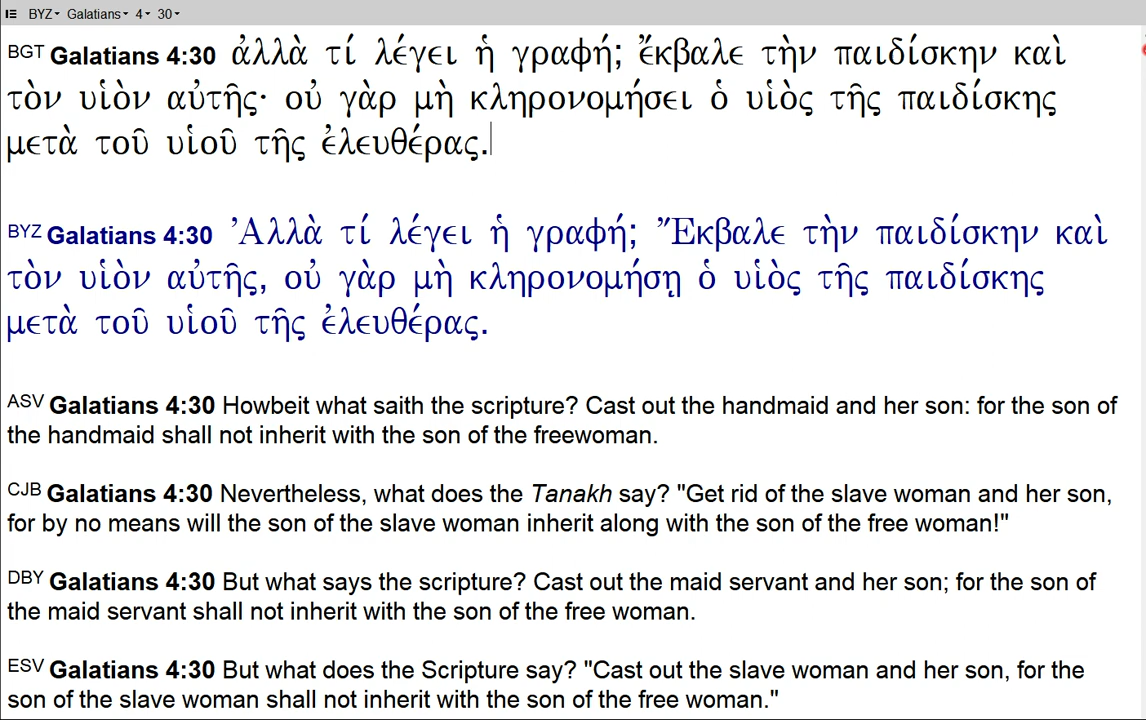 BYZ Galatians 4 30
BGT Galatians 4:30 ἀλλὰ τί λέγει ἡ γραφή; ἔκβαλε τὴν παιδίσκην καὶ
τὸν υἱὸν αὐτῆς· οὐ γὰρ μὴ κληρονομήσει ὁ υἱὸς τῆς παιδίσκης
μετὰ τοῦ υἱοῦ τῆς ἐλευθέρας.
BYZ Galatians 4:30 Ἀλλὰ τί λέγει ἡ γραφή; Ἔκβαλε τὴν παιδίσκην καὶ
τὸν υἱὸν αὐτῆς, οὐ γὰρ μὴ κληρονομήσῃ ὁ υἱὸς τῆς παιδίσκης
μετὰ τοῦ υἱοῦ τῆς ἐλευθέρας.
ASV Galatians 4:30 Howbeit what saith the scripture? Cast out the handmaid and her son: for the son of
the handmaid shall not inherit with the son of the freewoman.
CJB Galatians 4:30 Nevertheless, what does the Tanakh say? "Get rid of the slave woman and her son,
for by no means will the son of the slave woman inherit along with the son of the free woman!"
DBY Galatians 4:30 But what says the scripture? Cast out the maid servant and her son; for the son of
the maid servant shall not inherit with the son of the free woman.
ESV Galatians 4:30 But what does the Scripture say? "Cast out the slave woman and her son, for the
son of the slave woman shall not inherit with the son of the free woman."